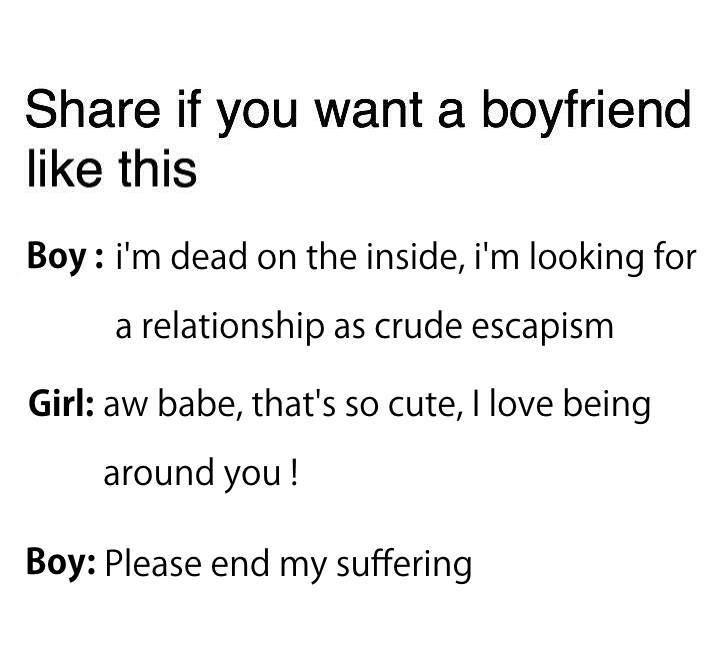 Share if you want a boyfriend
like this
Boy : i'm dead on the inside, i'm looking for
a relationship as crude escapism
Girl: aw babe, that's so cute, I love being
around you !
Boy: Please end my suffering